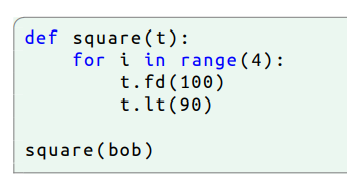 def square(t):
    for i in range(4):
        t.fd(100)
        t.lt(90)

square(bob)